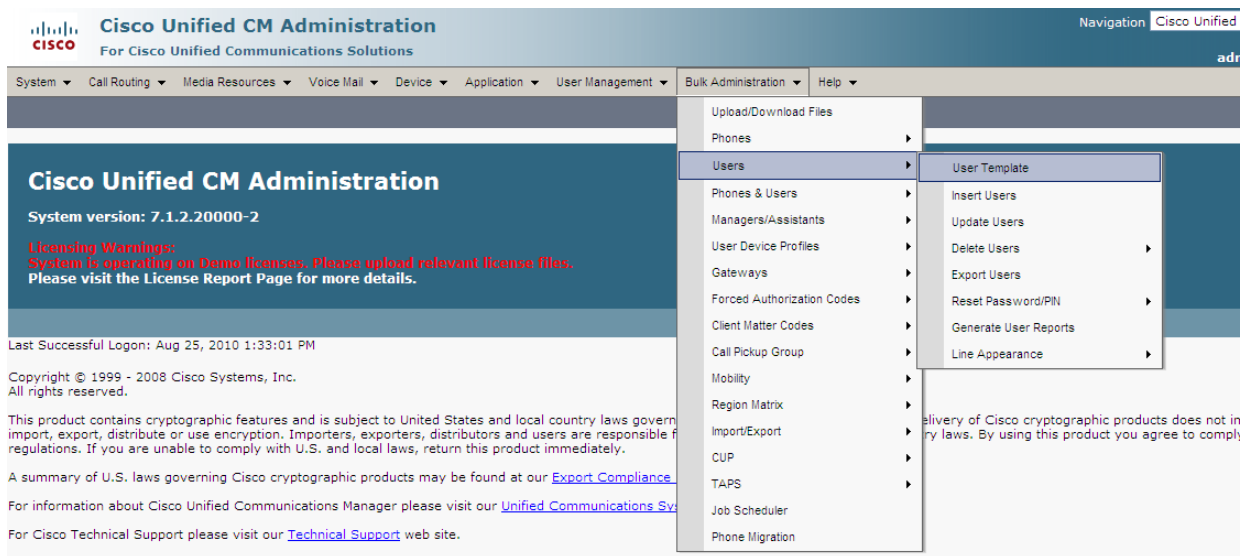 CISCO
Cisco Unified CM Administration
For Cisco Unified Communications Solutions
Navigation Cisco Unified
System Call Routing Media Resources Voice Mail Device Application User Management Bulk Administration Help
Upload/Download Files
Phones
Users
Phones & Users
Managers/Assistants
User Device Profiles
Gateways
Forced Authorization Codes
Client Matter Codes
Call Pickup Group
Mobility
Region Matrix
Import/Export
CUP
TAPS
Job Scheduler
Phone Migration
User Template
Insert Users
Update Users
Delete Users
Export Users
Reset Password/PIN
Generate User Reports
Line Appearance
Cisco Unified CM Administration
System version: 7.1.2.20000-2
Licensing Warnings:
System is operating on Demo licenses. Please upload relevant license files.
Please visit the License Report Page for more details.
Last Successful Logon: Aug 25, 2010 1:33:01 PM
Copyright © 1999 - 2008 Cisco Systems, Inc.
All rights reserved.
This product contains cryptographic features and is subject to United States and local country laws govern elivery of Cisco cryptographic products does not im
import, export, distribute or use encryption. Importers, exporters, distributors and users are responsible f ry laws. By using this product you agree to comply
regulations. If you are unable to comply with U.S. and local laws, return this product immediately.
A summary of U.S. laws governing Cisco cryptographic products may be found at our Export Compliance
For information about Cisco Unified Communications Manager please visit our Unified Communications Sy
For Cisco Technical Support please visit our Technical Support web site.